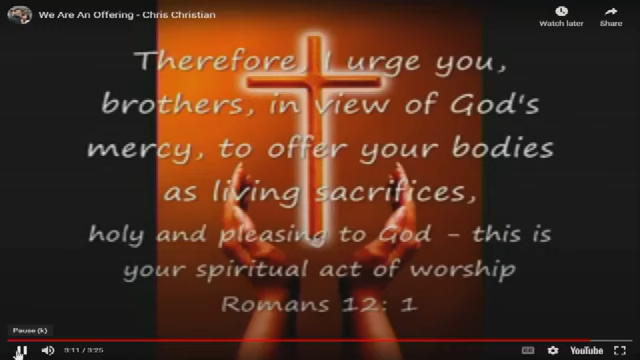 We Are An Offering - Chris Christian
Watch later
Share
Therefore, I urge you,
brothers, in view of God's
mercy, to offer your bodies
as living sacrifices,
holy and pleasing to God - this is
your spiritual act of worship
Romans 12: 1
Pause (k)
3:11 / 3:25
CC
YouTube